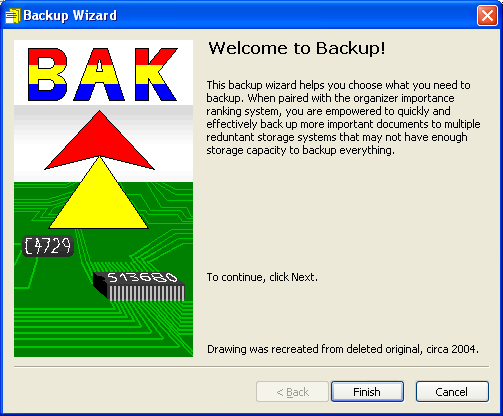 Backup Wizard
BAK
Welcome to Backup!
This backup wizard helps you choose what you need to
backup. When paired with the organizer importance
ranking system, you are empowered to quickly and
effectively back up more important documents to multiple
reduntant storage systems that may not have enough
storage capacity to backup everything.
CA729
S13680
To continue, click Next.
Drawing was recreated from deleted original, circa 2004.
< Back
Finish
Cancel